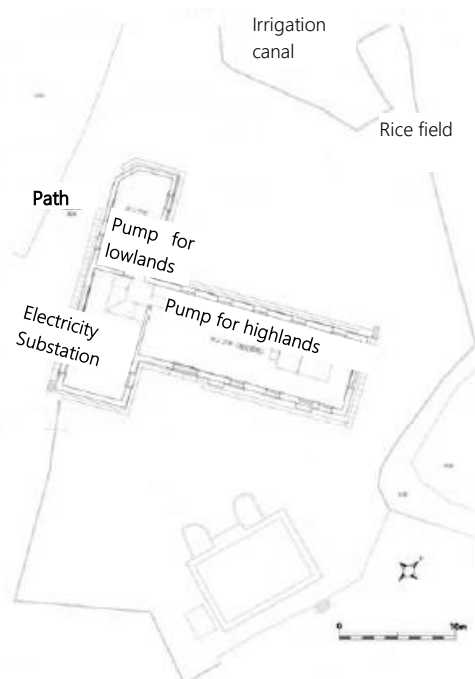 Irrigation
canal
Rice field
Path
Pump for
lowlands
Pump for highlands
Electricity
Substation
0
10m